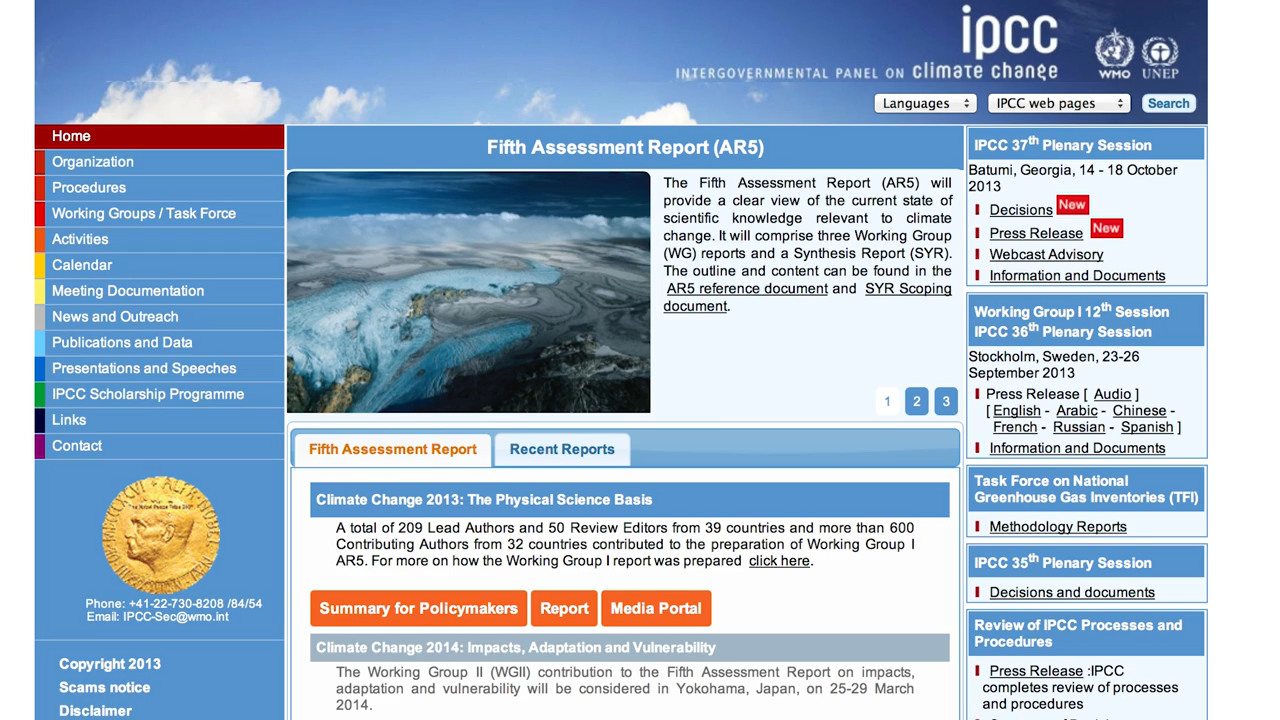 ipcc
INTERGOVERNMENTAL PANEL ON climate change
WMO
UNEP
Languages
IPCC web pages
Search
Home
Organization
Procedures
Working Groups / Task Force
Activities
Calendar
Meeting Documentation
News and Outreach
Publications and Data
Presentations and Speeches
IPCC Scholarship Programme
Links
Contact
Phone: +41-22-730-8208 /84/54
Email: IPCC-Sec@wmo.int
Copyright 2013
Scams notice
Disclaimer
Fifth Assessment Report (AR5)
The Fifth Assessment Report (AR5) will
provide a clear view of the current state of
scientific knowledge relevant to climate
change. It will comprise three Working Group
(WG) reports and a Synthesis Report (SYR).
The outline and content can be found in the
AR5 reference document and SYR Scoping
document.
1 2 3
Fifth Assessment Report
Recent Reports
Climate Change 2013: The Physical Science Basis
A total of 209 Lead Authors and 50 Review Editors from 39 countries and more than 600
Contributing Authors from 32 countries contributed to the preparation of Working Group I
AR5. For more on how the Working Group I report was prepared click here.
Summary for Policymakers
Report
Media Portal
Climate Change 2014: Impacts, Adaptation and Vulnerability
The Working Group II (WGII) contribution to the Fifth Assessment Report on impacts,
adaptation and vulnerability will be considered in Yokohama, Japan, on 25-29 March
2014.
IPCC 37th Plenary Session
Batumi, Georgia, 14 - 18 October
2013
Decisions New
Press Release New
Webcast Advisory
Information and Documents
Working Group I 12th Session
IPCC 36th Plenary Session
Stockholm, Sweden, 23-26
September 2013
Press Release [ Audio ]
[ English - Arabic - Chinese -
French - Russian - Spanish ]
Information and Documents
Task Force on National
Greenhouse Gas Inventories (TFI)
Methodology Reports
IPCC 35th Plenary Session
Decisions and documents
Review of IPCC Processes and
Procedures
Press Release :IPCC
completes review of processes
and procedures